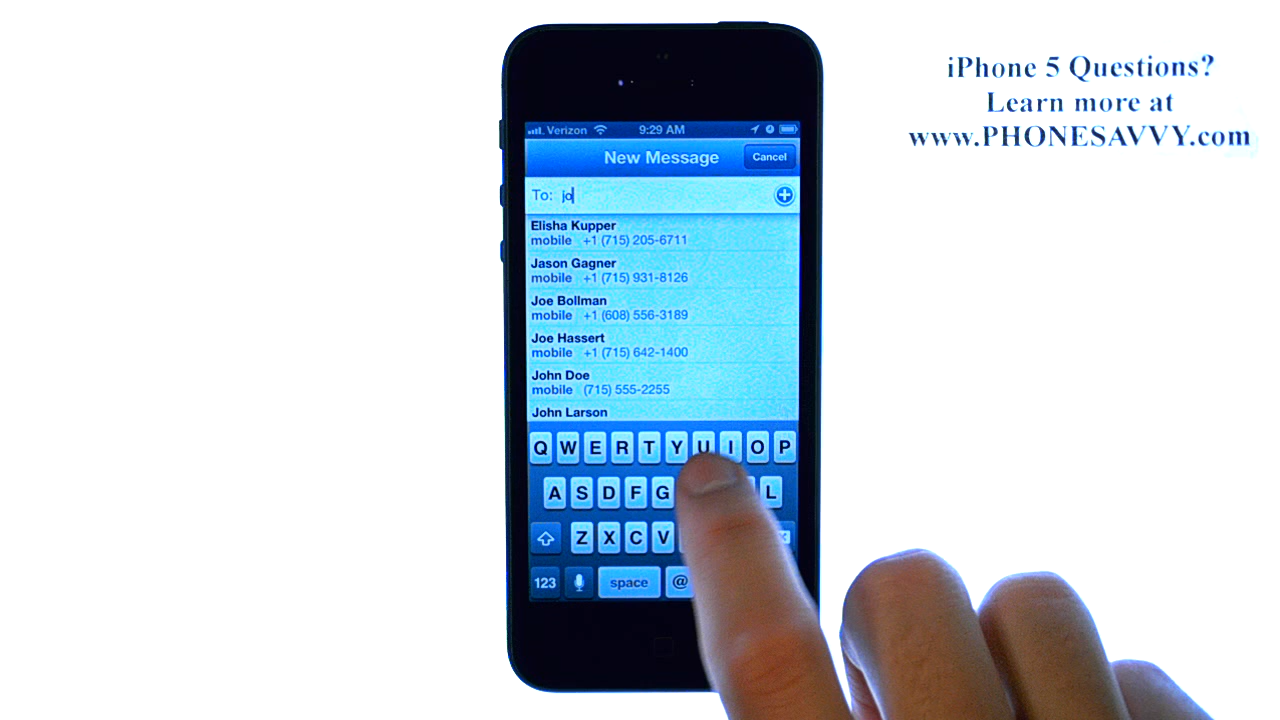 iPhone 5 Questions?
Learn more at
www.PHONESAVVY.com
Verizon 9:29 AM
New Message Cancel
To: jo
Elisha Kupper
mobile +1 (715) 205-6711
Jason Gagner
mobile +1 (715) 931-8126
Joe Bollman
mobile +1 (608) 556-3189
Joe Hassert
mobile +1 (715) 642-1400
John Doe
mobile (715) 555-2255
John Larson
Q W E R T Y U I O P
A S D F G L
Z X C V
123 space @